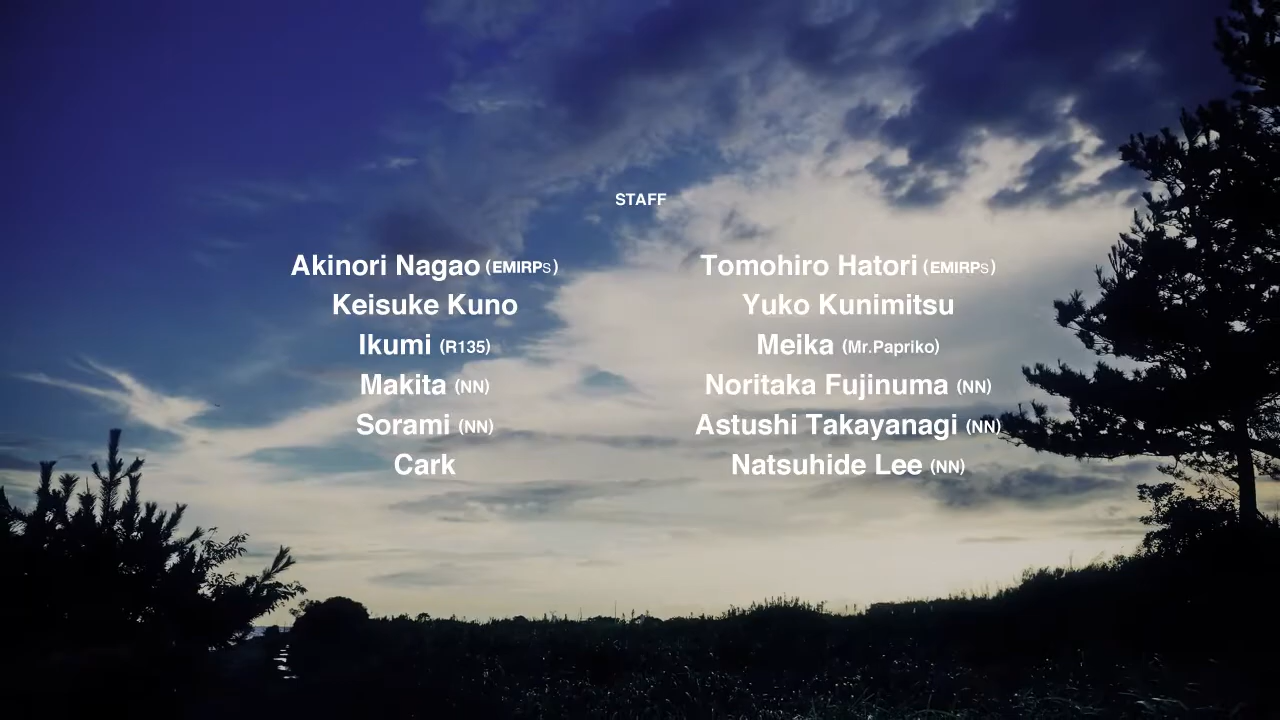 STAFF
Akinori Nagao (EMIRPs)
Tomohiro Hatori (EMIRPs)
Keisuke Kuno
Yuko Kunimitsu
Ikumi (R135)
Meika (Mr.Papriko)
Makita (NN)
Noritaka Fujinuma (NN)
Sorami (NN)
Astushi Takayanagi (NN)
Cark
Natsuhide Lee (NN)